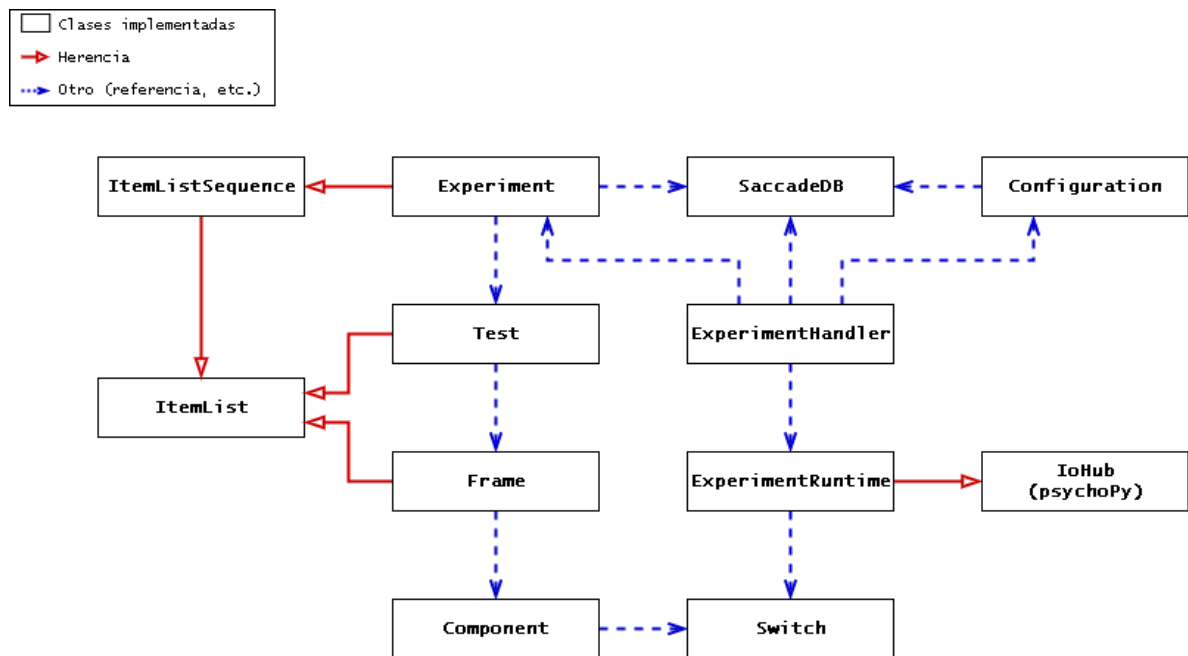 Clases implementadas
Herencia
Otro (referencia, etc.)
ItemListSequence
Experiment
SaccadeDB
Configuration
Test
ExperimentHandler
ItemList
Frame
ExperimentRuntime
IoHub
(psychoPy)
Component
Switch